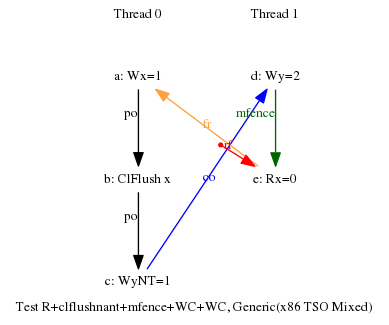 Thread 0 Thread 1
a: Wx=1 d: Wy=2
po mfence
fr
rf
b: ClFlush x e: Rx=0
co
po
c: WyNT=1
Test R+clflushnant+mfence+WC+WC, Generic(x86 TSO Mixed)